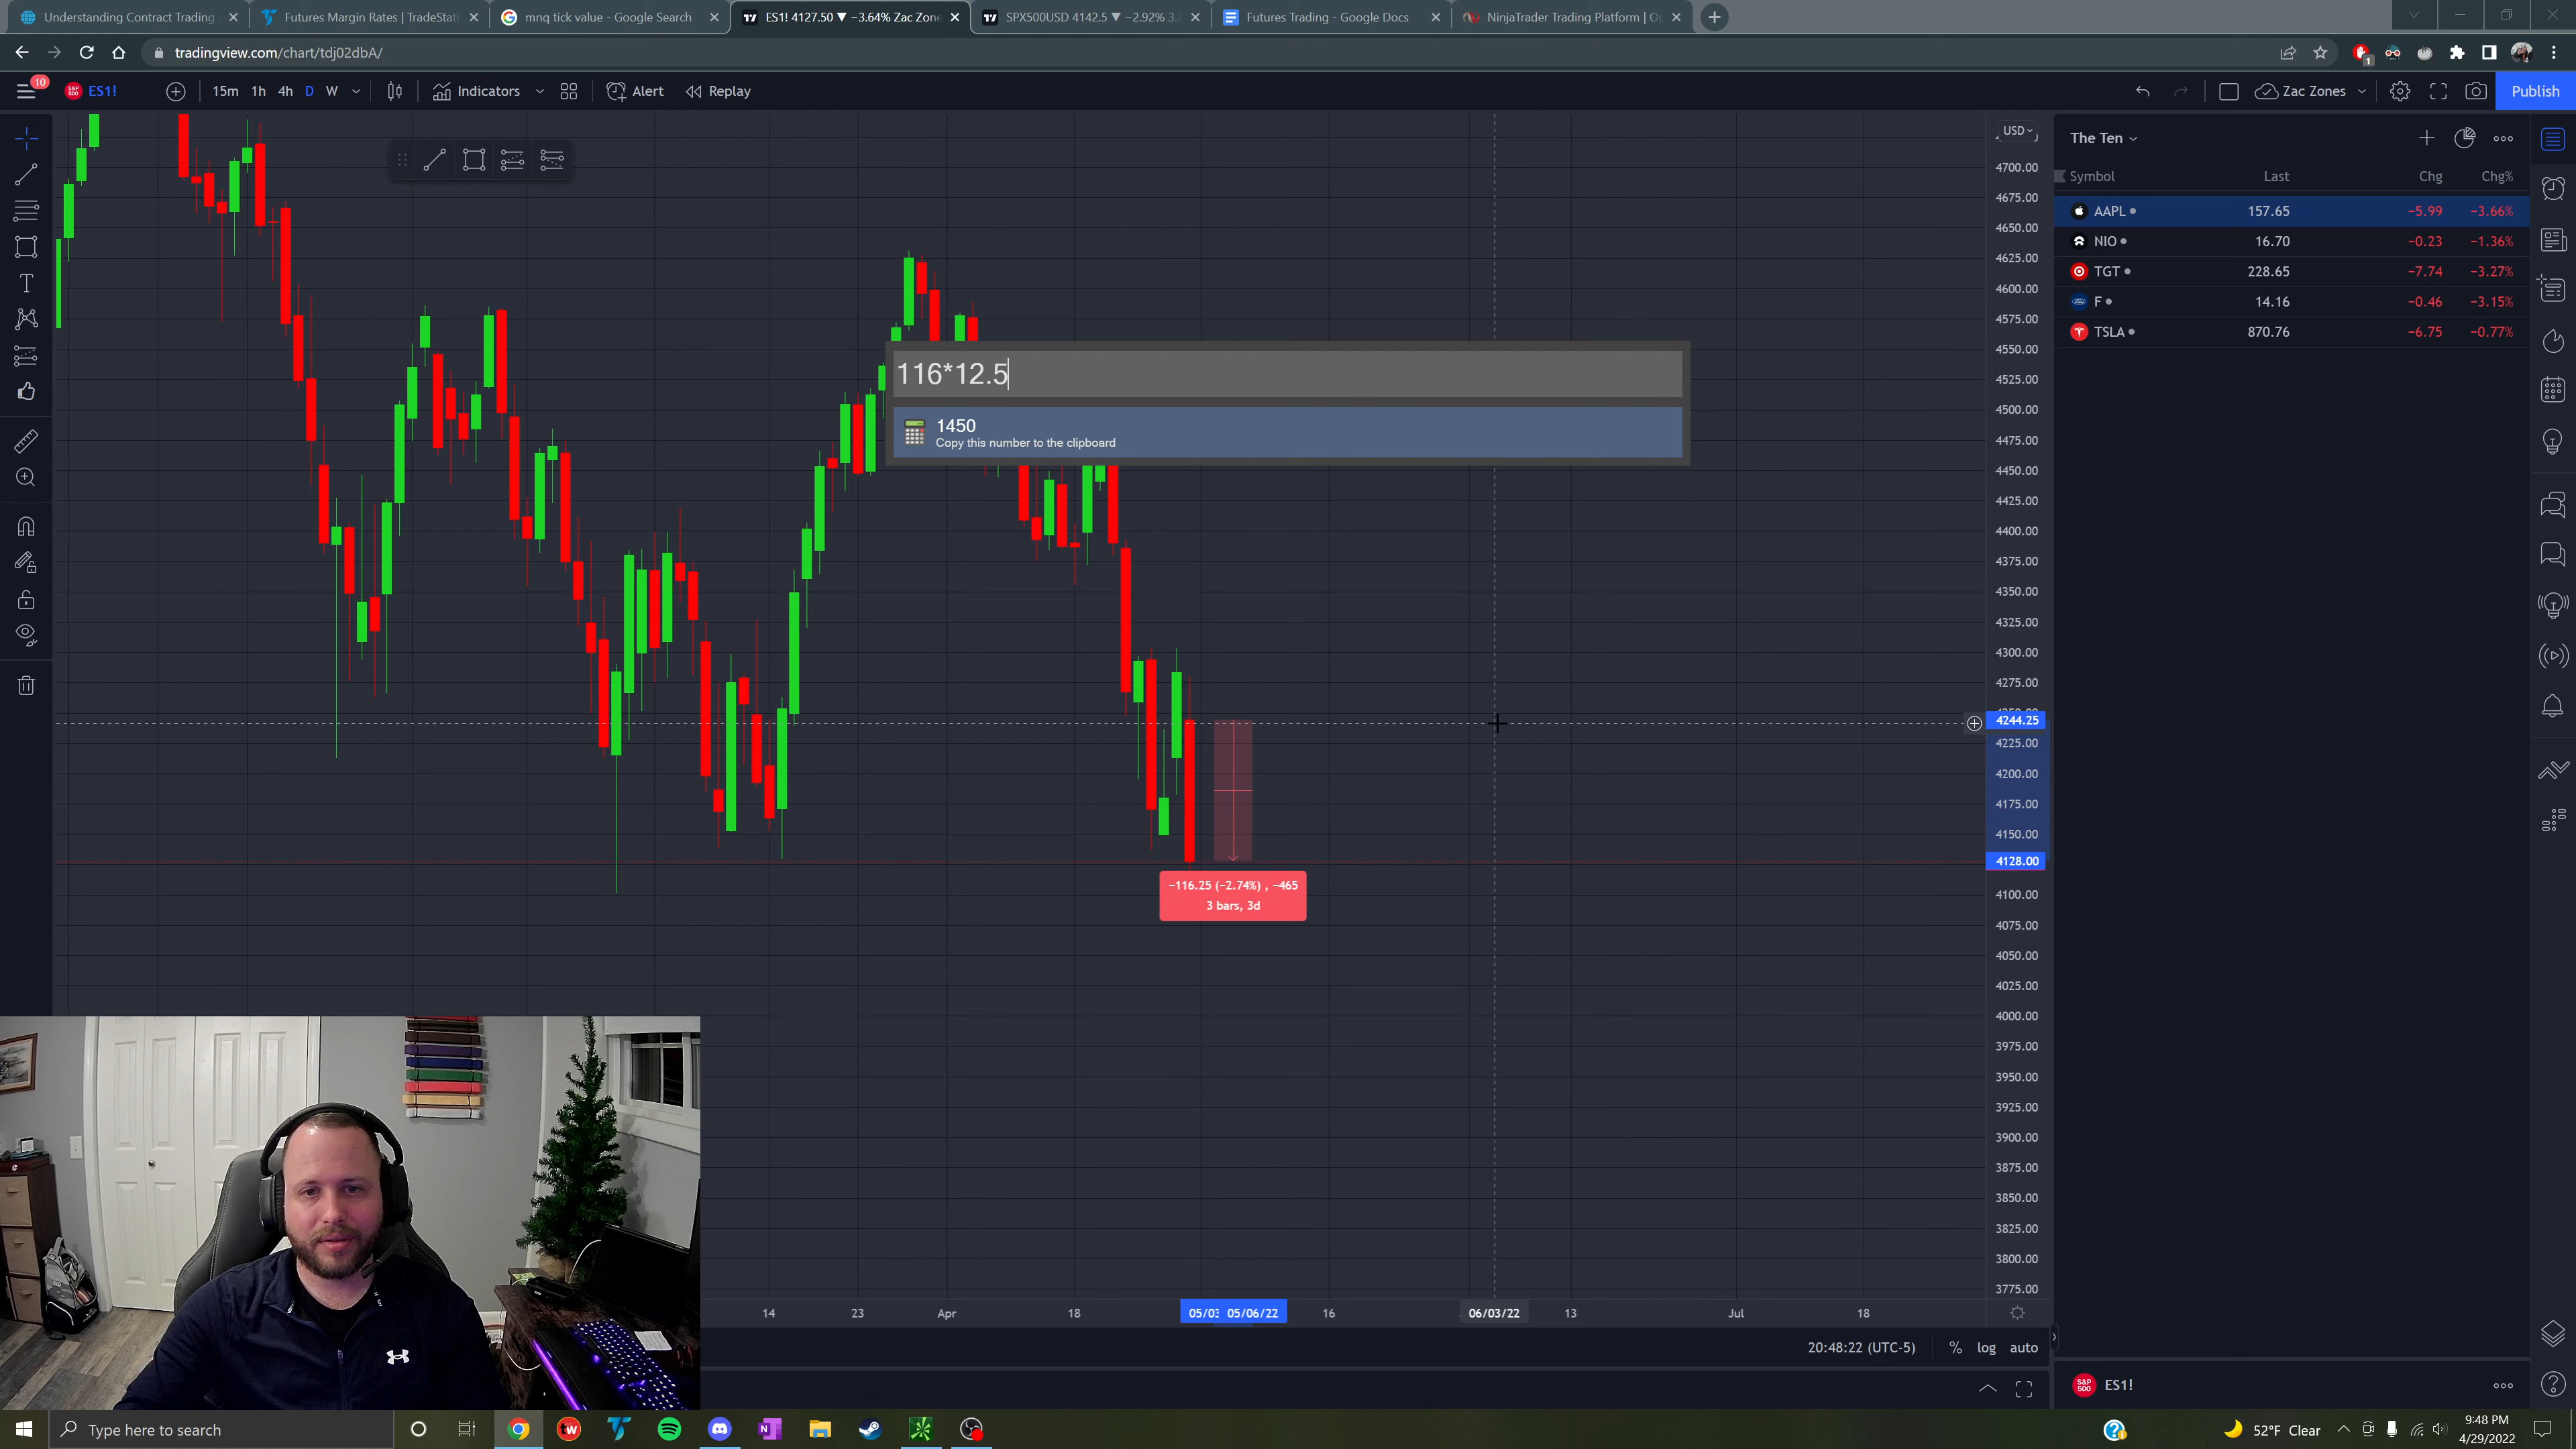 Understanding Contract Trading
Futures Margin Rates | TradeStat
mnq tick value - Google Search
ES1! 4127.50 ▼ −3.64% Zac Zone
SPX500USD 4142.5 ▼ −2.92% 3.
Futures Trading - Google Docs
NinjaTrader Trading Platform | O
tradingview.com/chart/tdj02dbA/
10
ES1!
15m 1h 4h D W
Indicators
Alert
Replay
Zac Zones
Publish
USD
4700.00
4675.00
4650.00
4625.00
4600.00
4575.00
4550.00
4525.00
4500.00
4475.00
4450.00
4425.00
4400.00
4375.00
4350.00
4325.00
4300.00
4275.00
4244.25
4225.00
4200.00
4175.00
4150.00
4128.00
4100.00
4075.00
4050.00
4025.00
4000.00
3975.00
3950.00
3925.00
3900.00
3875.00
3850.00
3825.00
3800.00
3775.00
116*12.5
1450
Copy this number to the clipboard
−116.25 (−2.74%) , −465
3 bars, 3d
14 23 Apr 18 05/03 05/06/22 16 06/03/22 13 Jul 18
20:48:22 (UTC-5) % log auto
The Ten
Symbol Last Chg Chg%
AAPL 157.65 −5.99 −3.66%
NIO 16.70 −0.23 −1.36%
TGT 228.65 −7.74 −3.27%
F 14.16 −0.46 −3.15%
TSLA 870.76 −6.75 −0.77%
ES1!
Type here to search
52°F Clear
9:48 PM
4/29/2022